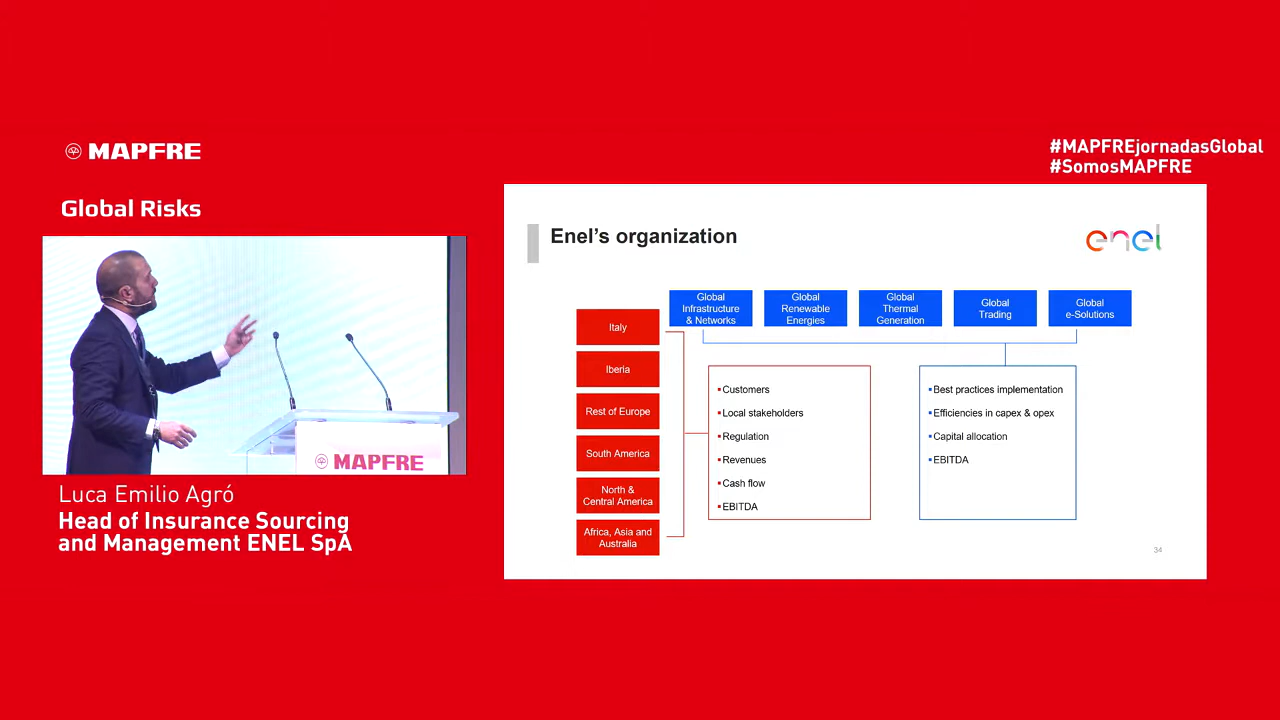 MAPFRE
#MAPFREjornadasGlobal
#SomosMAPFRE
Global Risks
MAPFRE
Luca Emilio Agró
Head of Insurance Sourcing
and Management ENEL SpA
Enel's organization
enel
Global
Infrastructure
& Networks
Global
Renewable
Energies
Global
Thermal
Generation
Global
Trading
Global
e-Solutions
Italy
Iberia
Rest of Europe
South America
North &
Central America
Africa, Asia and
Australia
Customers
Local stakeholders
Regulation
Revenues
Cash flow
EBITDA
Best practices implementation
Efficiencies in capex & opex
Capital allocation
EBITDA
34